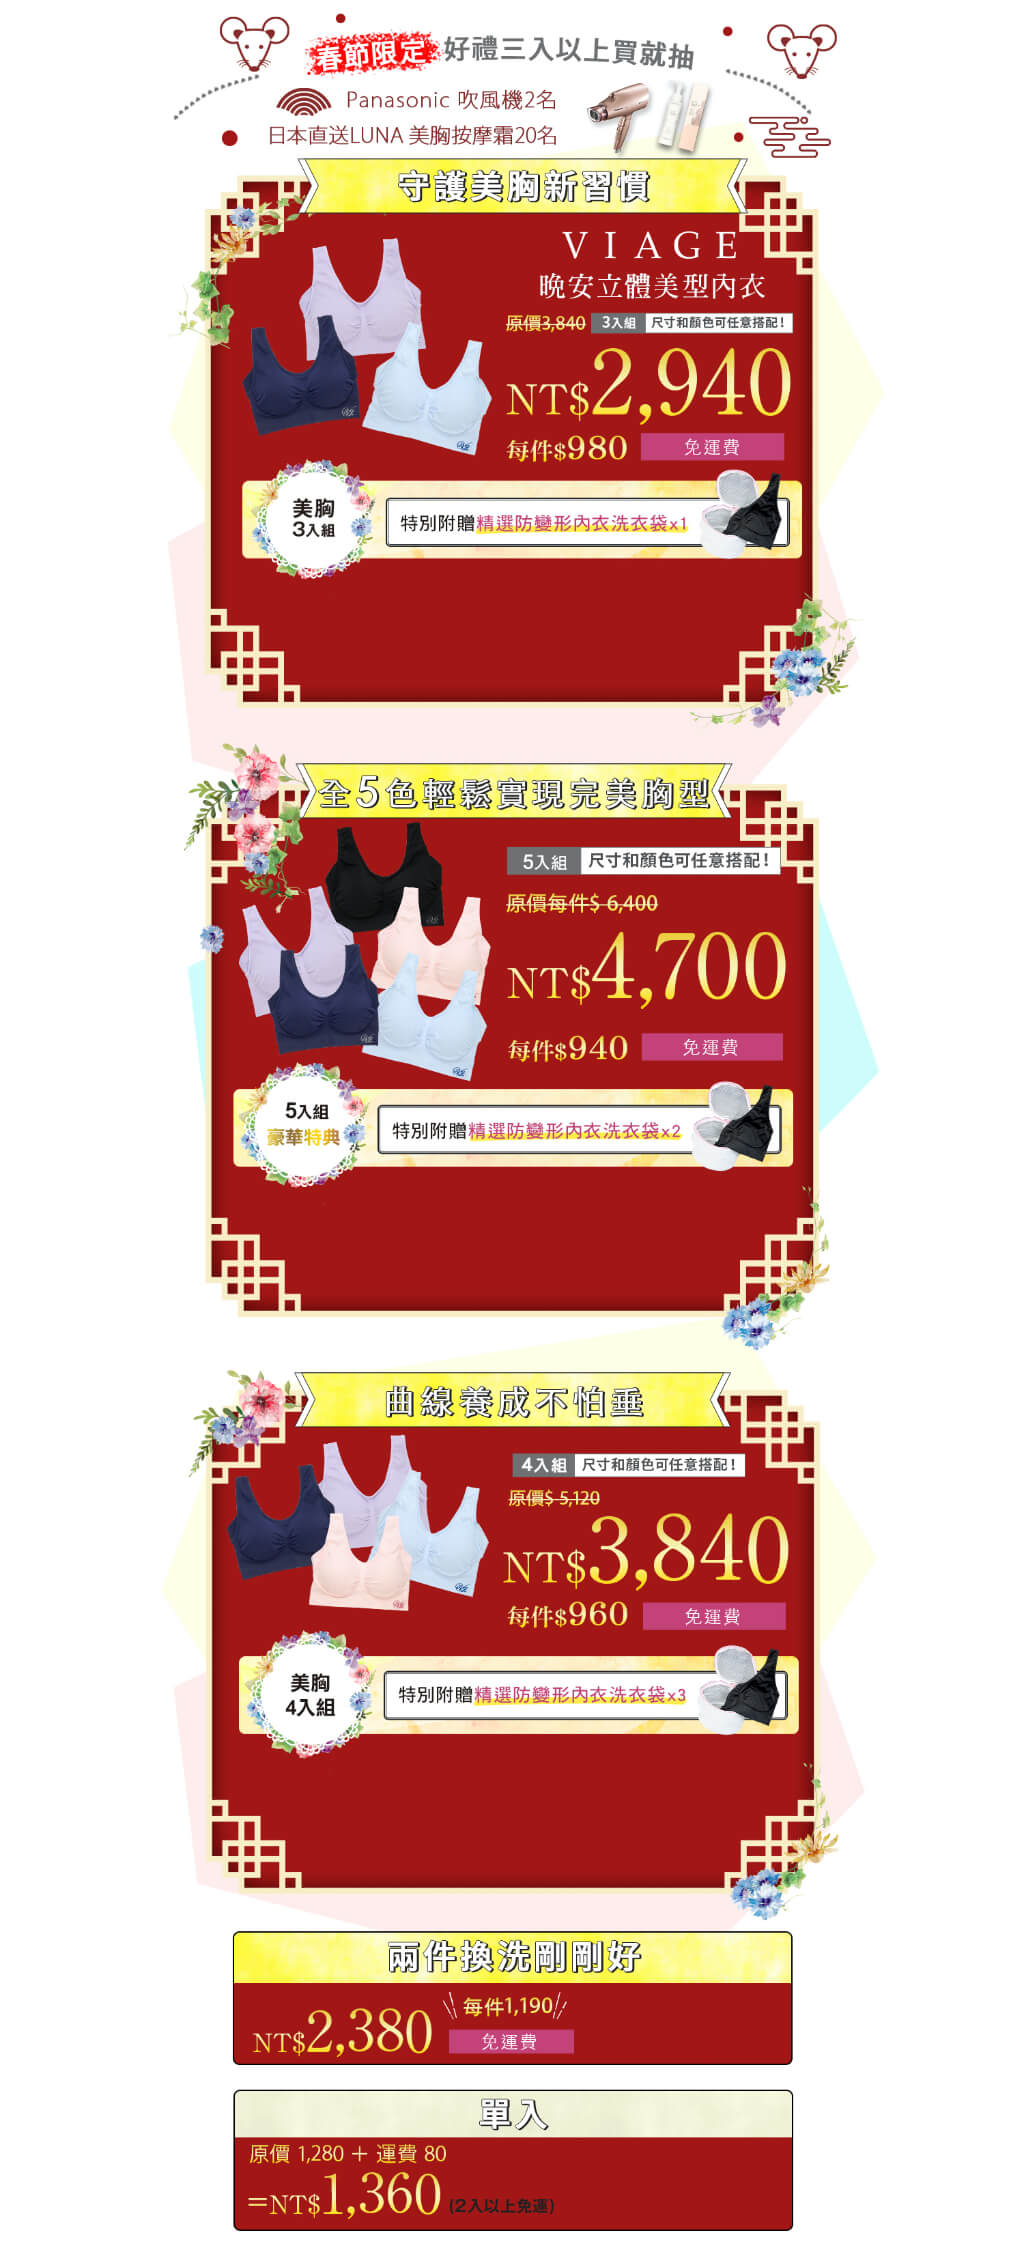 春節限定 好禮三入以上買就抽
Panasonic 吹風機2名
日本直送LUNA 美胸按摩霜20名
守護美胸新習慣
VIAGE
晚安立體美型內衣
原價3,840 3入組 尺寸和顏色可任意搭配!
NT$2,940
每件$980 免運費
美胸
3入組
特別附贈精選防變形內衣洗衣袋x1
全5色輕鬆實現完美胸型
5入組 尺寸和顏色可任意搭配!
原價每件$ 6,400
NT$4,700
每件$940 免運費
5入組
豪華特典
特別附贈精選防變形內衣洗衣袋x2
曲線養成不怕垂
4入組 尺寸和顏色可任意搭配!
原價$ 5,120
NT$3,840
每件$960 免運費
美胸
4入組
特別附贈精選防變形內衣洗衣袋x3
兩件換洗剛剛好
\\ 每件1,190//
NT$2,380 免運費
單入
原價 1,280 + 運費 80
=NT$1,360 (2入以上免運)